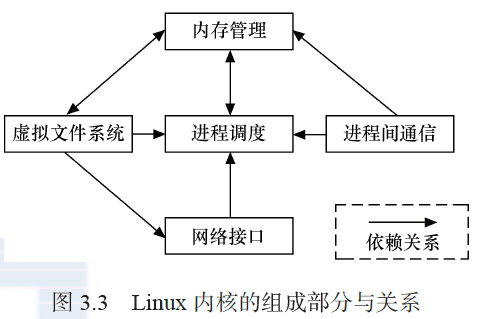 内存管理
虚拟文件系统
进程调度
进程间通信
网络接口
依赖关系
图 3.3 Linux 内核的组成部分与关系